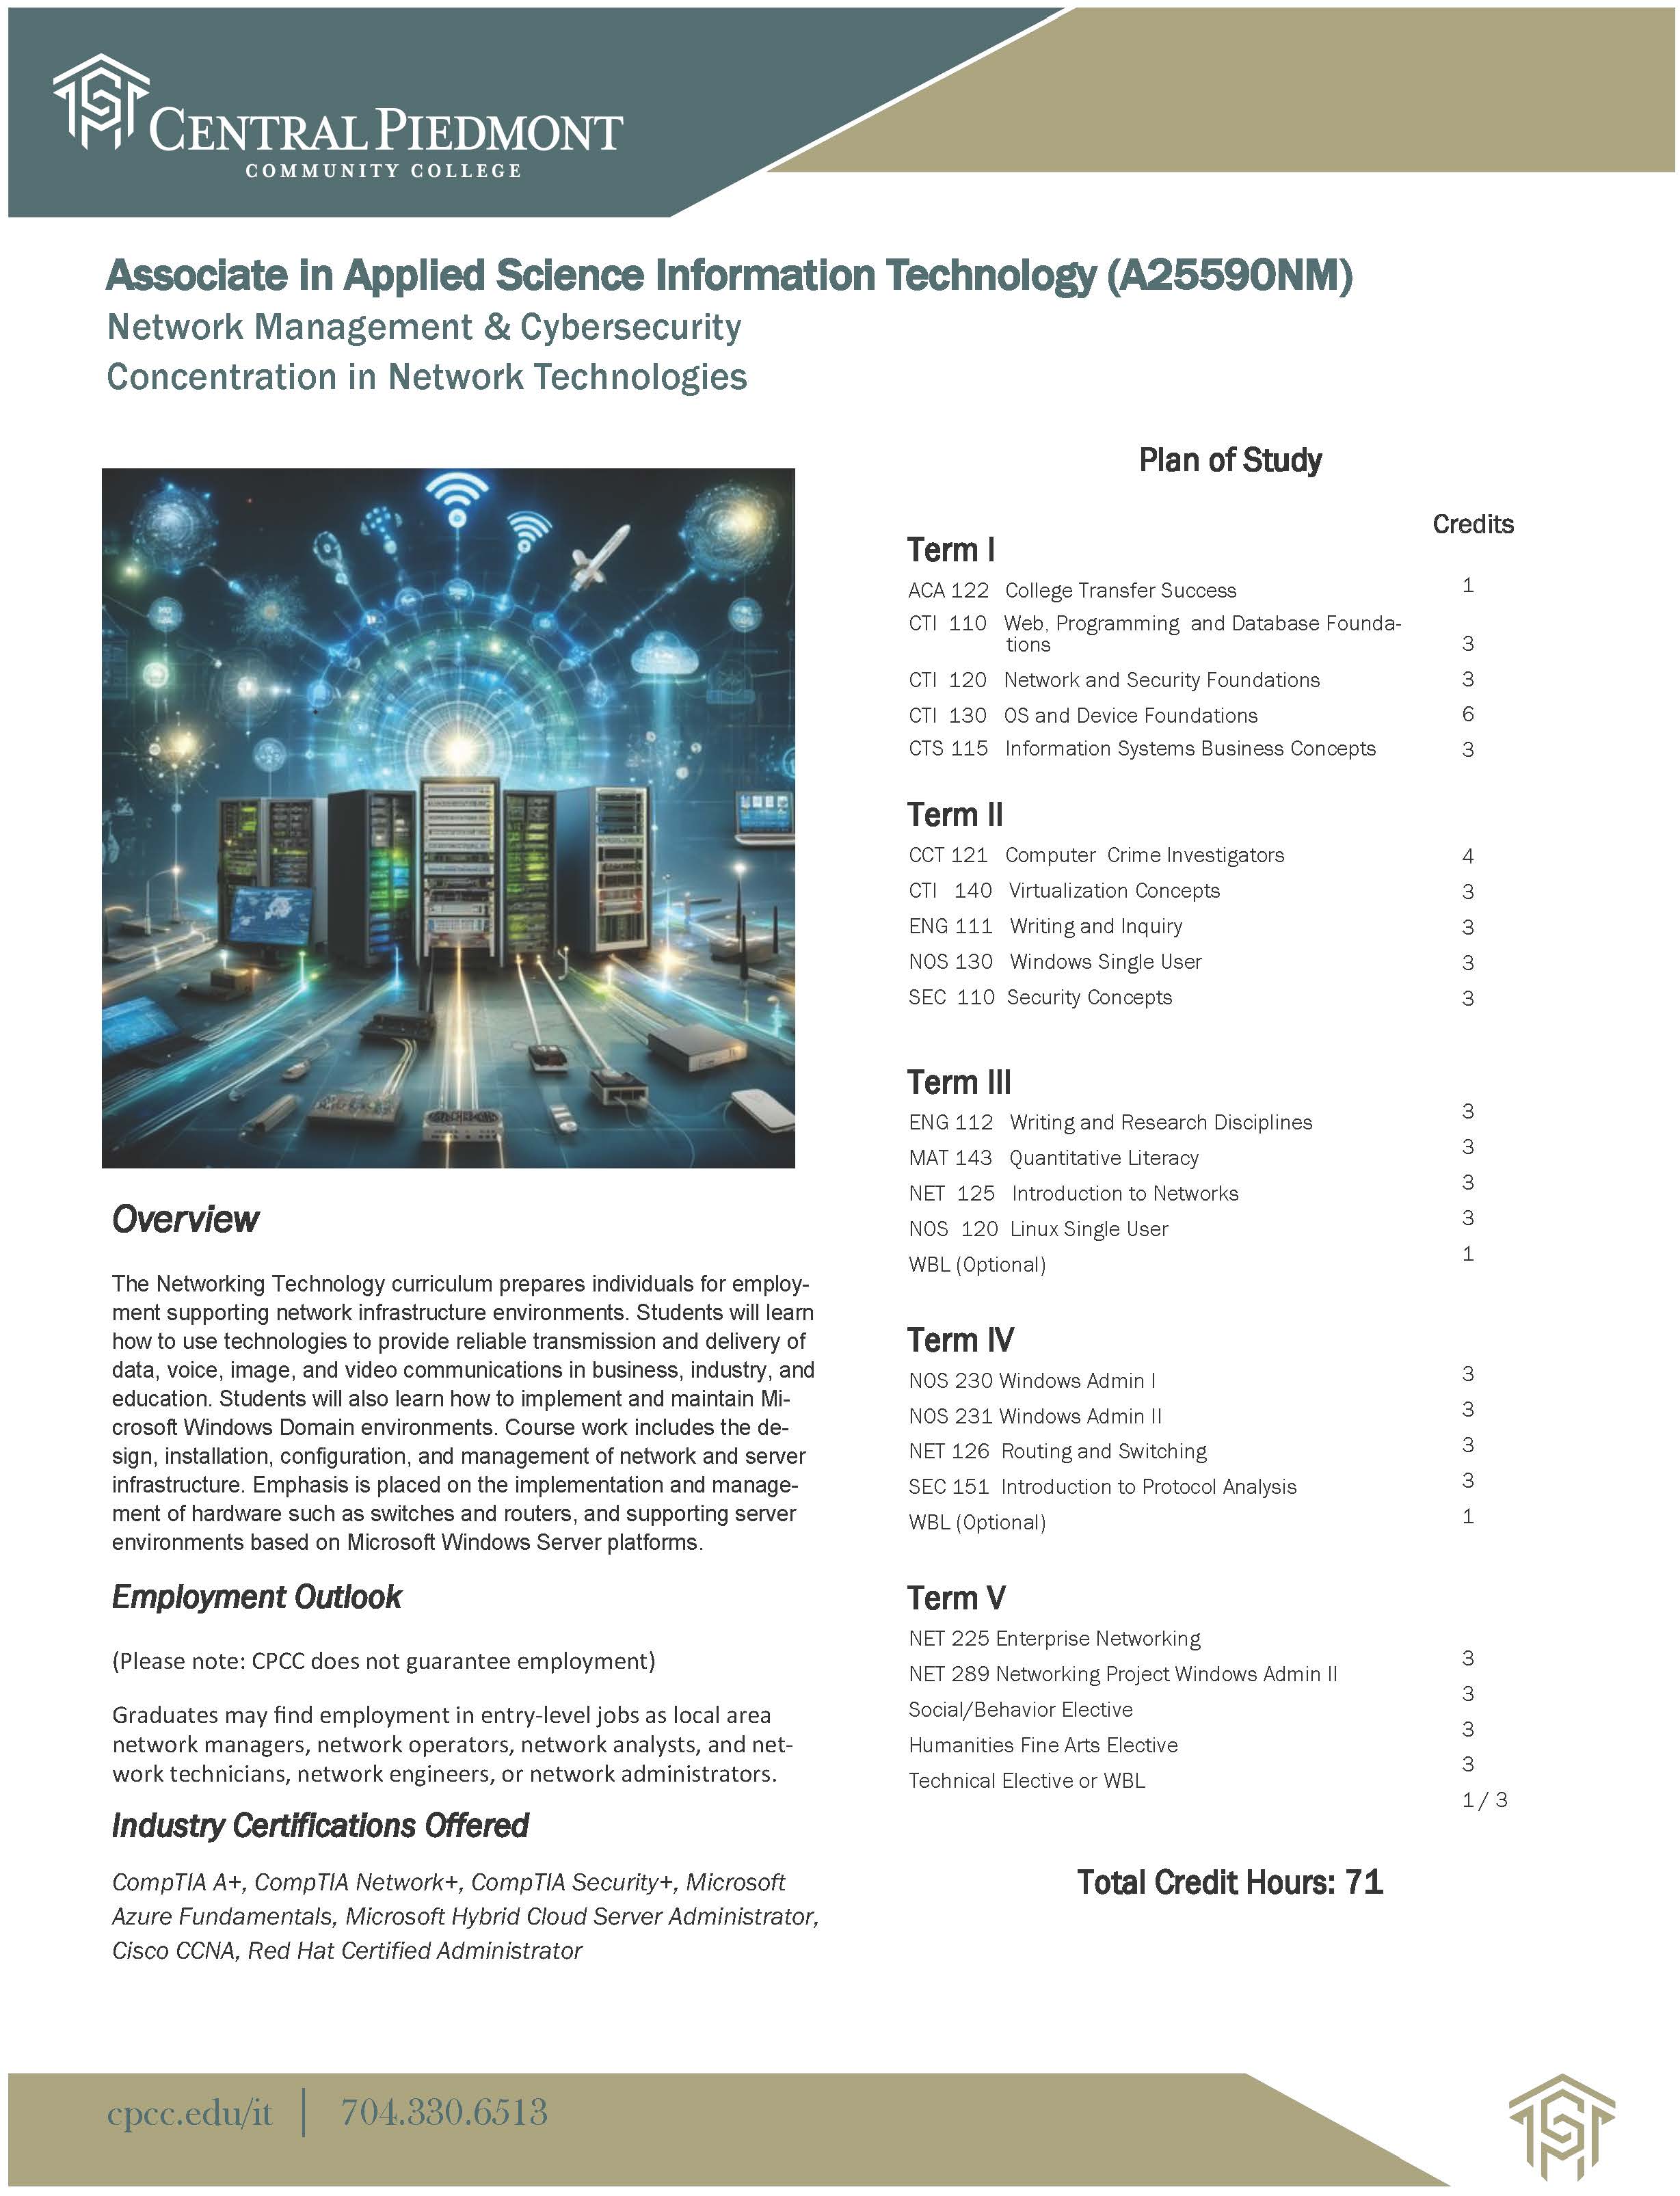 CENTRAL PIEDMONT
COMMUNITY COLLEGE
Associate in Applied Science Information Technology (A25590NM)
Network Management & Cybersecurity
Concentration in Network Technologies
Overview
The Networking Technology curriculum prepares individuals for employ-
ment supporting network infrastructure environments. Students will learn
how to use technologies to provide reliable transmission and delivery of
data, voice, image, and video communications in business, industry, and
education. Students will also learn how to implement and maintain Mi-
crosoft Windows Domain environments. Course work includes the de-
sign, installation, configuration, and management of network and server
infrastructure. Emphasis is placed on the implementation and manage-
ment of hardware such as switches and routers, and supporting server
environments based on Microsoft Windows Server platforms.
Employment Outlook
(Please note: CPCC does not guarantee employment)
Graduates may find employment in entry-level jobs as local area
network managers, network operators, network analysts, and net-
work technicians, network engineers, or network administrators.
Industry Certifications Offered
CompTIA A+, CompTIA Network+, CompTIA Security+, Microsoft
Azure Fundamentals, Microsoft Hybrid Cloud Server Administrator,
Cisco CCNA, Red Hat Certified Administrator
Plan of Study
Credits
Term I
ACA 122 College Transfer Success 1
CTI 110 Web, Programming and Database Founda-
tions 3
CTI 120 Network and Security Foundations 3
CTI 130 OS and Device Foundations 6
CTS 115 Information Systems Business Concepts 3
Term II
CCT 121 Computer Crime Investigators 4
CTI 140 Virtualization Concepts 3
ENG 111 Writing and Inquiry 3
NOS 130 Windows Single User 3
SEC 110 Security Concepts 3
Term III
ENG 112 Writing and Research Disciplines 3
MAT 143 Quantitative Literacy 3
NET 125 Introduction to Networks 3
NOS 120 Linux Single User 3
WBL (Optional) 1
Term IV
NOS 230 Windows Admin I 3
NOS 231 Windows Admin II 3
NET 126 Routing and Switching 3
SEC 151 Introduction to Protocol Analysis 3
WBL (Optional) 1
Term V
NET 225 Enterprise Networking 3
NET 289 Networking Project Windows Admin II 3
Social/Behavior Elective 3
Humanities Fine Arts Elective 3
Technical Elective or WBL 1 / 3
Total Credit Hours: 71
cpcc.edu/it | 704.330.6513